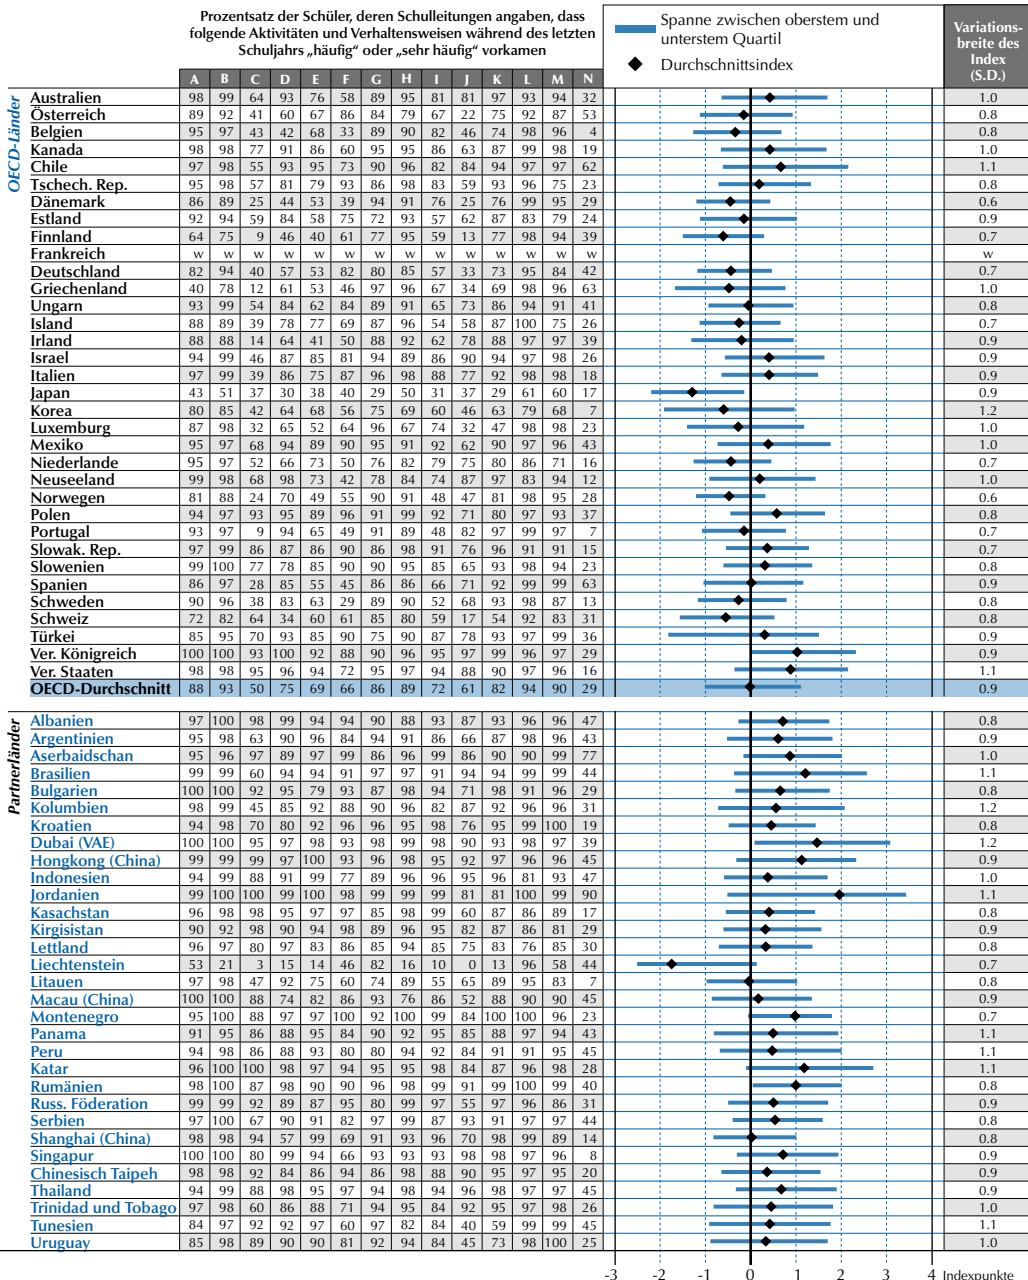 Prozentsatz der Schüler, deren Schulleitungen angaben, dass
folgende Aktivitäten und Verhaltensweisen während des letzten
Schuljahrs „häufig“ oder „sehr häufig“ vorkamen
Spanne zwischen oberstem und
unterstem Quartil
Durchschnittsindex
Variations-
breite des
Index
(S.D.)
A B C D E F G H I J K L M N
OECD-Länder
Australien 98 99 64 93 76 58 89 95 81 81 97 93 94 32 1.0
Österreich 89 92 41 60 67 86 84 79 67 22 75 92 87 53 0.8
Belgien 95 97 43 42 68 33 89 90 82 46 74 98 96 4 0.8
Kanada 98 98 77 91 86 60 95 95 86 63 87 99 98 19 1.0
Chile 97 98 55 93 95 73 90 96 82 84 94 97 97 62 1.1
Tschech. Rep. 95 98 57 81 79 93 86 98 83 59 93 96 75 23 0.8
Dänemark 86 89 25 44 53 39 94 91 76 25 76 99 95 29 0.6
Estland 92 94 59 84 58 75 72 93 57 62 87 83 79 24 0.9
Finnland 64 75 9 46 40 61 77 95 59 13 77 98 94 39 0.7
Frankreich w w w w w w w w w w w w w w w
Deutschland 82 94 40 57 53 82 80 85 57 33 73 95 84 42 0.7
Griechenland 40 78 12 61 53 46 97 96 67 34 69 98 96 63 1.0
Ungarn 93 99 54 84 62 84 89 91 65 73 86 94 91 41 0.8
Island 88 89 39 78 77 69 87 96 54 58 87 100 75 26 0.7
Irland 88 88 14 64 41 50 88 92 62 78 88 97 97 39 0.9
Israel 94 99 46 87 85 81 94 89 86 90 94 97 98 26 0.9
Italien 97 99 39 86 75 87 96 98 88 77 92 98 98 18 0.9
Japan 43 51 37 30 38 40 29 50 31 37 29 61 60 17 0.9
Korea 80 85 42 64 68 56 75 69 60 46 63 79 68 7 1.2
Luxemburg 87 98 32 65 52 64 96 67 74 32 47 98 98 23 1.0
Mexiko 95 97 68 94 89 90 95 91 92 62 90 97 96 43 1.0
Niederlande 95 97 52 66 73 50 76 82 79 75 80 86 71 16 0.7
Neuseeland 99 98 68 98 73 42 78 84 74 87 97 83 94 12 1.0
Norwegen 81 88 24 70 49 55 90 91 48 47 81 98 95 28 0.6
Polen 94 97 93 95 89 96 91 99 92 71 80 97 93 37 0.8
Portugal 93 97 9 94 65 49 91 89 48 82 97 99 97 7 0.7
Slowak. Rep. 97 99 86 87 86 90 86 98 91 76 96 91 91 15 0.7
Slowenien 99 100 77 78 85 90 90 95 85 65 93 98 94 23 0.8
Spanien 86 97 28 85 55 45 86 86 66 71 92 99 99 63 0.9
Schweden 90 96 38 83 63 29 89 90 52 68 93 98 87 13 0.8
Schweiz 72 82 64 34 60 61 85 80 59 17 54 92 83 31 0.8
Türkei 85 95 70 93 85 90 75 90 87 78 93 97 99 36 0.9
Ver. Königreich 100 100 93 100 92 88 90 96 95 97 99 96 97 29 0.9
Ver. Staaten 98 98 95 96 94 72 95 97 94 88 90 97 96 16 1.1
OECD-Durchschnitt 88 93 50 75 69 66 86 89 72 61 82 94 90 29 0.9
Partnerländer
Albanien 97 100 98 99 94 94 90 88 93 87 93 96 96 47 0.8
Argentinien 95 98 63 90 96 84 94 91 86 66 87 98 96 43 0.9
Aserbaidschan 95 96 97 89 97 99 86 96 99 86 90 90 99 77 1.0
Brasilien 99 99 60 94 94 91 97 97 91 94 94 99 99 44 1.1
Bulgarien 100 100 92 95 79 93 87 98 94 71 98 91 96 29 0.8
Kolumbien 98 99 45 85 92 88 90 96 82 87 92 96 96 31 1.2
Kroatien 94 98 70 80 92 96 96 95 98 76 95 99 100 19 0.8
Dubai (VAE) 100 100 95 97 98 93 98 99 98 90 93 98 97 39 1.2
Hongkong (China) 99 99 99 97 100 93 96 98 95 92 97 96 96 45 0.9
Indonesien 94 99 88 91 99 77 89 96 96 95 96 81 93 47 1.0
Jordanien 99 100 100 99 100 98 99 99 99 81 81 100 99 90 1.1
Kasachstan 96 98 98 95 97 97 85 98 99 60 87 86 89 17 0.8
Kirgisistan 90 92 98 90 94 98 89 96 95 82 87 86 81 29 0.9
Lettland 96 97 80 97 83 86 85 94 85 75 83 76 85 30 0.8
Liechtenstein 53 21 3 15 14 46 82 16 10 0 13 96 58 44 0.7
Litauen 97 98 47 92 75 60 74 89 55 65 89 95 83 7 0.8
Macau (China) 100 100 88 74 82 86 93 76 86 52 88 90 90 45 0.9
Montenegro 95 100 88 97 97 100 92 100 99 84 100 100 96 23 0.7
Panama 91 95 86 88 95 84 90 92 95 85 88 97 94 43 1.1
Peru 94 98 86 88 93 80 80 94 92 84 91 91 95 45 1.1
Katar 96 100 100 98 97 94 95 95 98 84 87 96 98 28 1.1
Rumänien 98 100 87 98 90 90 96 98 99 91 99 100 99 40 0.8
Russ. Föderation 99 99 92 89 87 95 80 99 97 55 97 96 86 31 0.9
Serbien 97 100 67 90 91 82 97 99 87 93 91 97 97 44 0.8
Shanghai (China) 98 98 94 57 99 69 91 93 96 70 98 99 89 14 0.8
Singapur 100 100 80 99 94 66 93 93 93 98 98 97 96 8 0.9
Chinesisch Taipeh 98 98 92 84 86 94 86 98 88 90 95 97 95 20 0.9
Thailand 94 99 88 98 95 97 94 98 94 96 98 97 97 45 0.9
Trinidad und Tobago 97 98 60 86 88 71 94 95 84 92 95 97 98 26 1.0
Tunesien 84 97 92 92 97 60 97 82 84 40 59 99 99 45 1.1
Uruguay 85 98 89 90 90 81 92 94 84 45 73 98 100 25 1.0
-3 -2 -1 0 1 2 3 4 Indexpunkte